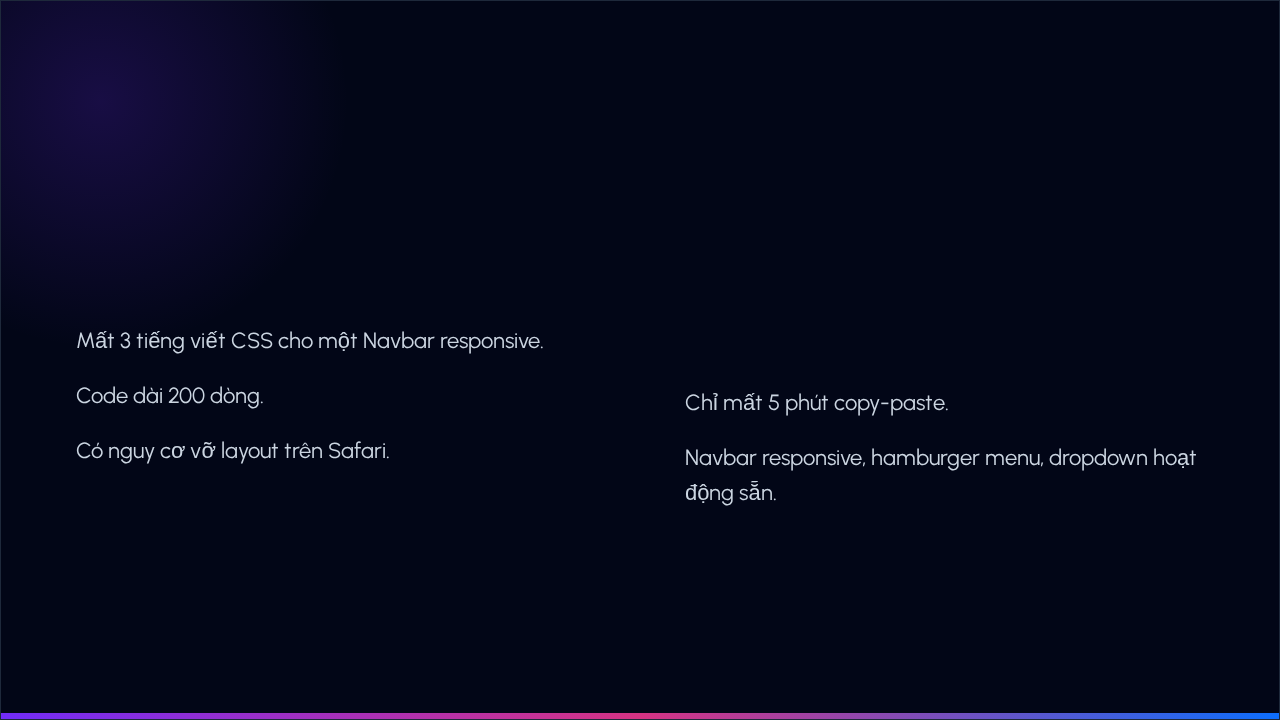 Mất 3 tiếng viết CSS cho một Navbar responsive.
Code dài 200 dòng.
Có nguy cơ vỡ layout trên Safari.
Chỉ mất 5 phút copy-paste.
Navbar responsive, hamburger menu, dropdown hoạt
động sẵn.